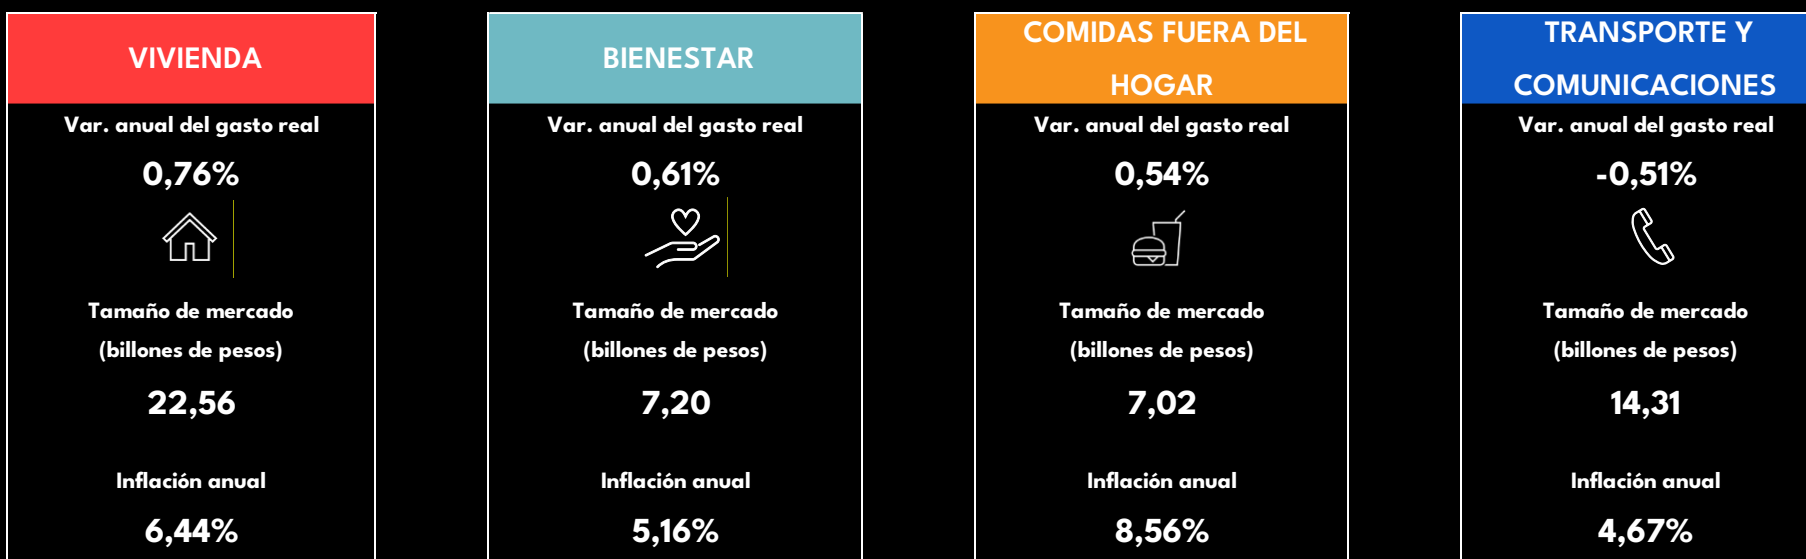 VIVIENDA
Var. anual del gasto real
0,76%
Tamaño de mercado
(billones de pesos)
22,56
Inflación anual
6,44%
BIENESTAR
Var. anual del gasto real
0,61%
Tamaño de mercado
(billones de pesos)
7,20
Inflación anual
5,16%
COMIDAS FUERA DEL
HOGAR
Var. anual del gasto real
0,54%
Tamaño de mercado
(billones de pesos)
7,02
Inflación anual
8,56%
TRANSPORTE Y
COMUNICACIONES
Var. anual del gasto real
-0,51%
Tamaño de mercado
(billones de pesos)
14,31
Inflación anual
4,67%